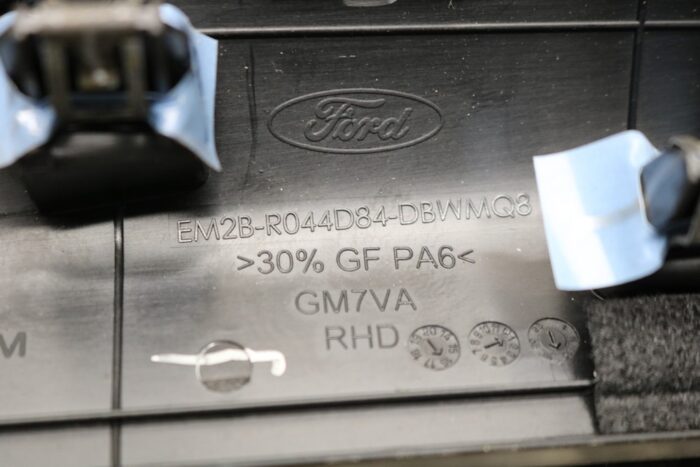 Ford
EM2B-R044D84-DBWMQ8
>30% GF PA6<
GM7VA
RHD
M